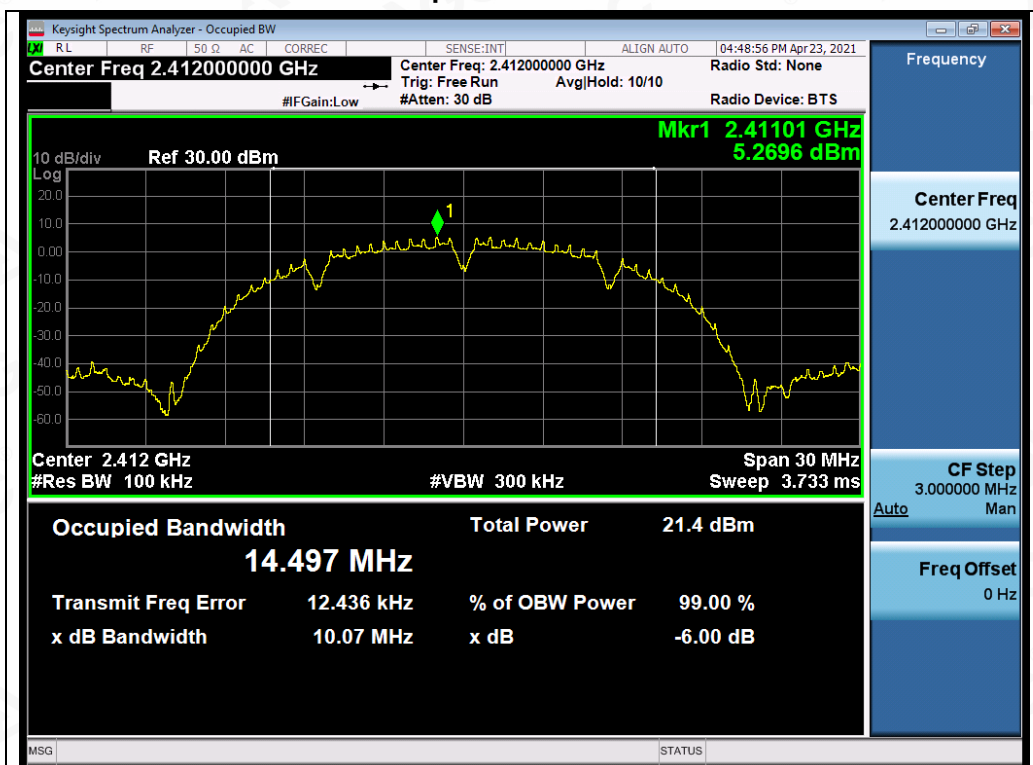 Keysight Spectrum Analyzer - Occupied BW
LXI RL RF 50 Ω AC CORREC SENSE:INT ALIGN AUTO 04:48:56 PM Apr 23, 2021
Center Freq 2.412000000 GHz Center Freq: 2.412000000 GHz Radio Std: None
Trig: Free Run Avg|Hold: 10/10
#IFGain:Low #Atten: 30 dB Radio Device: BTS
Mkr1 2.41101 GHz
5.2696 dBm
10 dB/div Ref 30.00 dBm
Log
20.0
10.0
0.00
-10.0
-20.0
-30.0
-40.0
-50.0
-60.0
1
Center 2.412 GHz Span 30 MHz
#Res BW 100 kHz #VBW 300 kHz Sweep 3.733 ms
Occupied Bandwidth Total Power 21.4 dBm
14.497 MHz
Transmit Freq Error 12.436 kHz % of OBW Power 99.00 %
x dB Bandwidth 10.07 MHz x dB -6.00 dB
Frequency
Center Freq
2.412000000 GHz
CF Step
3.000000 MHz
Auto Man
Freq Offset
0 Hz
MSG STATUS